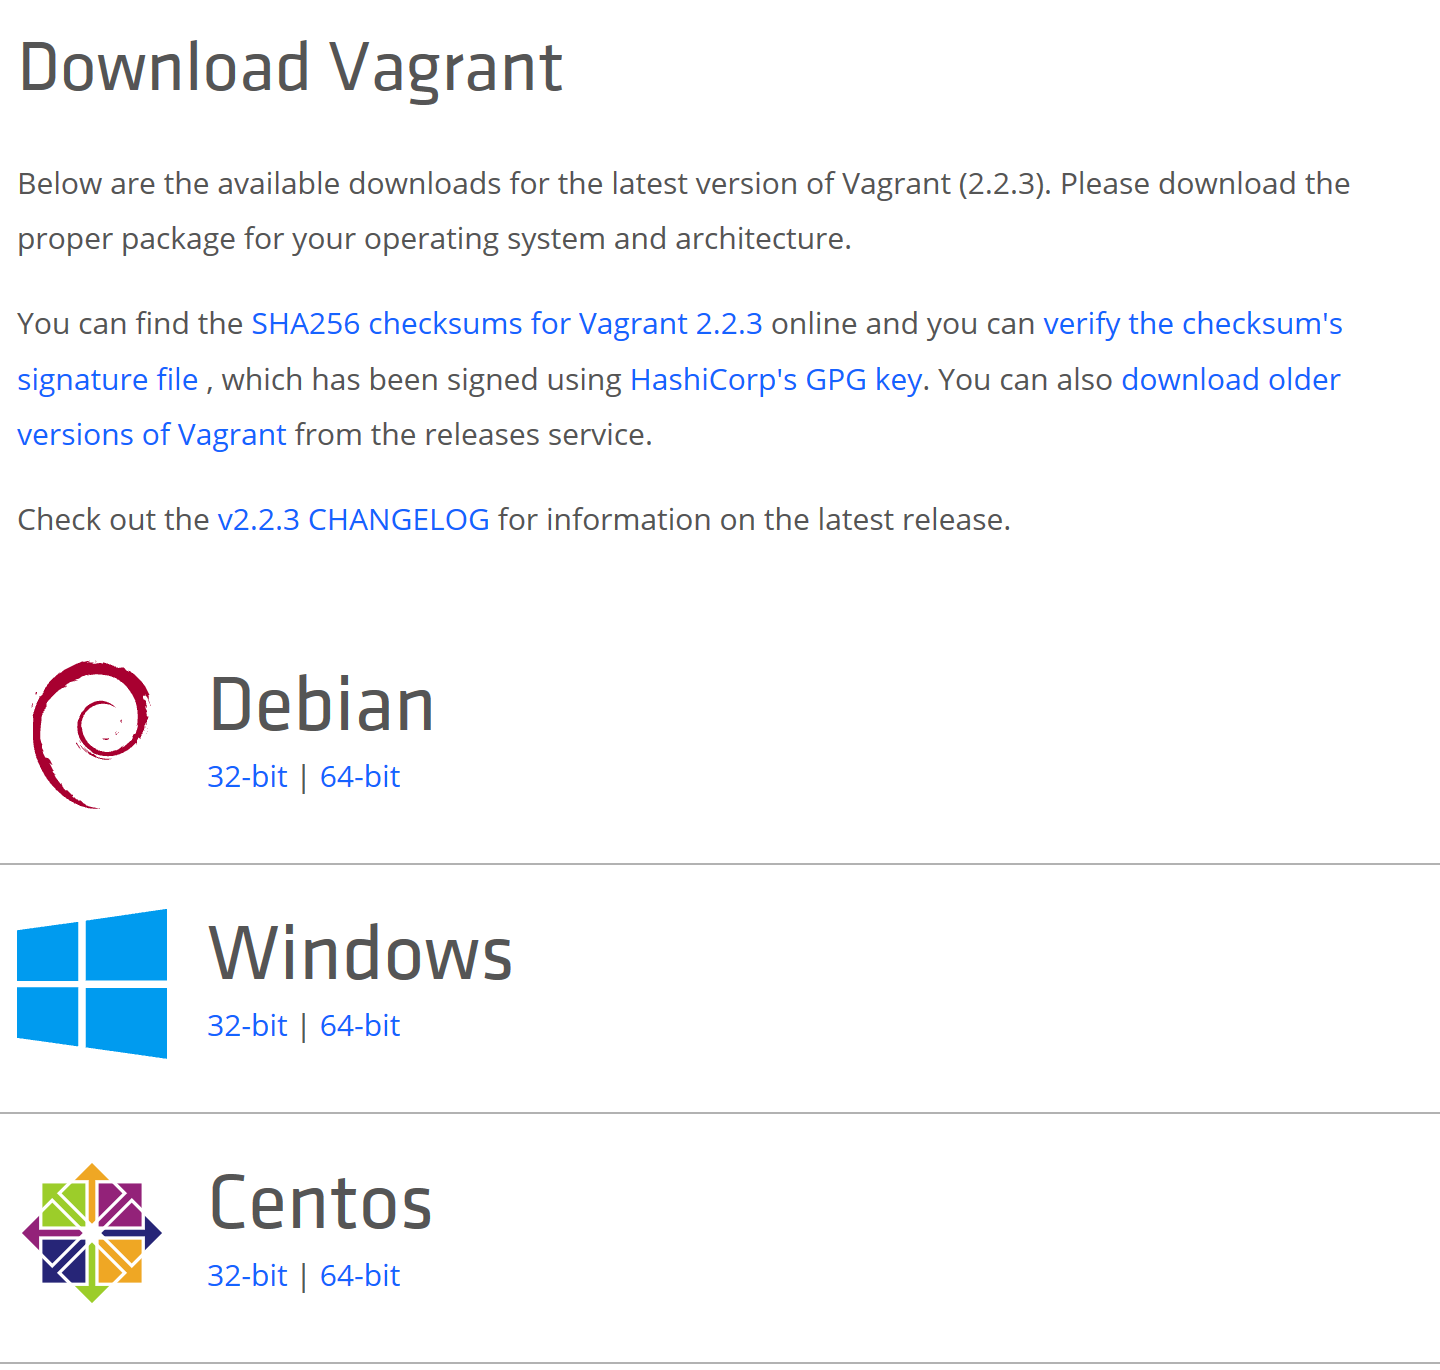 Download Vagrant
Below are the available downloads for the latest version of Vagrant (2.2.3). Please download the
proper package for your operating system and architecture.
You can find the SHA256 checksums for Vagrant 2.2.3 online and you can verify the checksum's
signature file , which has been signed using HashiCorp's GPG key. You can also download older
versions of Vagrant from the releases service.
Check out the v2.2.3 CHANGELOG for information on the latest release.
Debian
32-bit | 64-bit
Windows
32-bit | 64-bit
Centos
32-bit | 64-bit